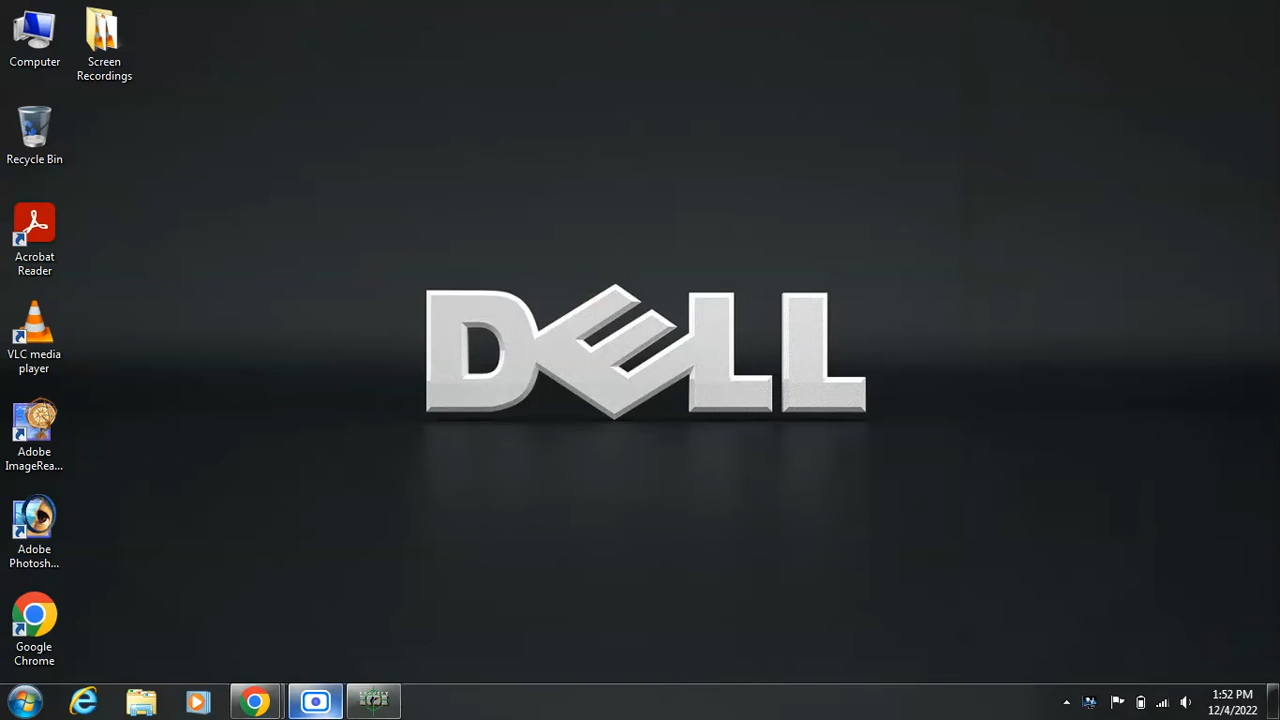 Computer
Screen
Recordings
Recycle Bin
Acrobat
Reader
VLC media
player
Adobe
ImageRea...
Adobe
Photosh...
Google
Chrome
DELL
1:52 PM
12/4/2022